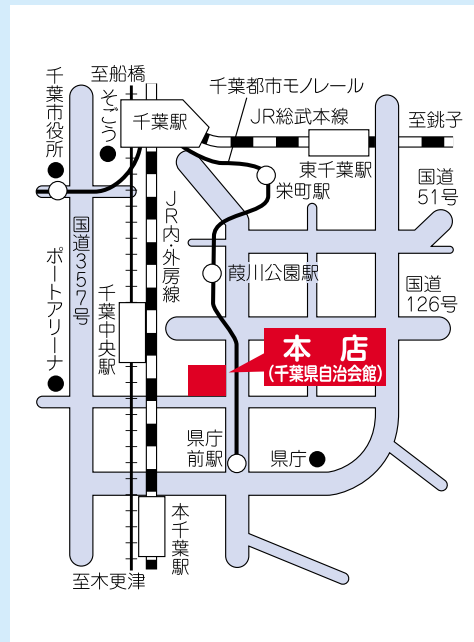 至船橋
千葉市役所
そごう
千葉駅
千葉都市モノレール
JR総武本線
至銚子
東千葉駅
栄町駅
国道
51号
JR内・外房線
国道357号
葭川公園駅
国道
126号
ポートアリーナ
千葉中央駅
本店
(千葉県自治会館)
県庁
前駅
県庁
本千葉駅
至木更津